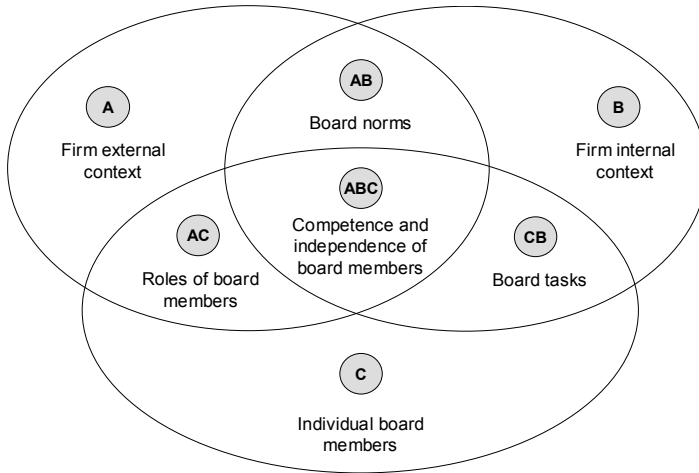 AB
Board norms
A
Firm external
context
B
Firm internal
context
ABC
Competence and
independence of
board members
AC
Roles of board
members
CB
Board tasks
C
Individual board
members